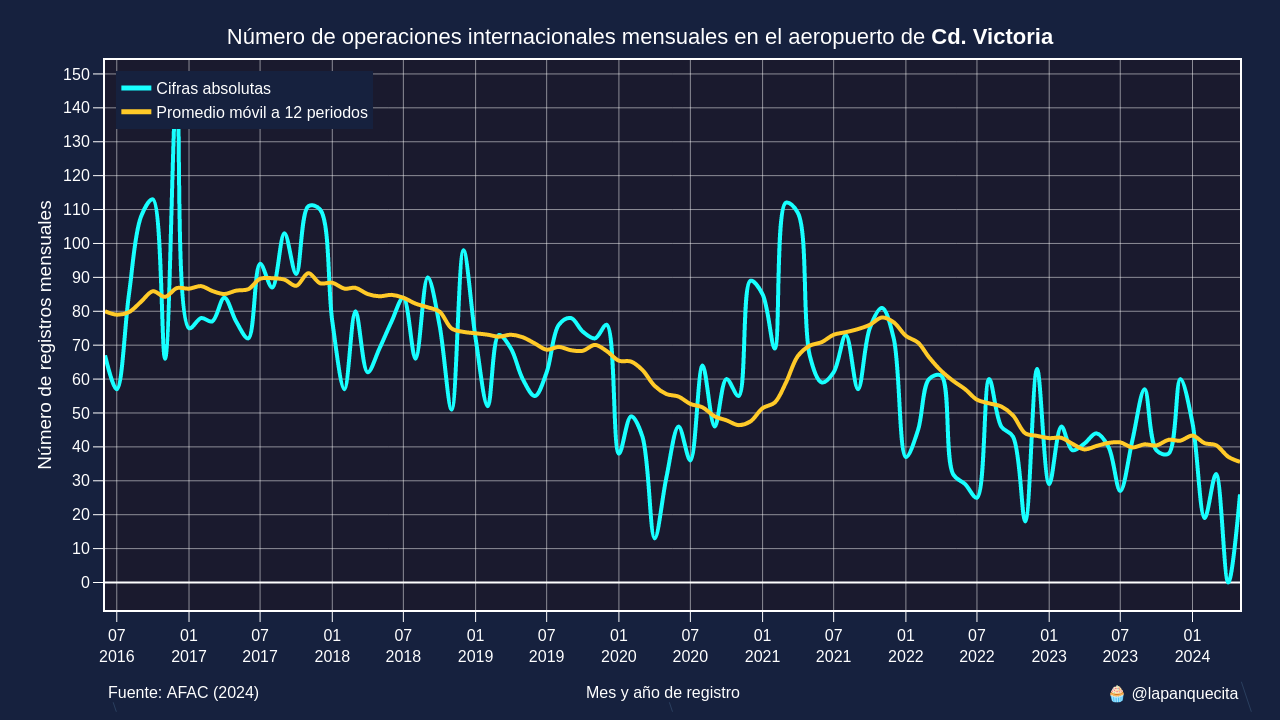 Número de operaciones internacionales mensuales en el aeropuerto de Cd. Victoria
Cifras absolutas
Promedio móvil a 12 periodos
Número de registros mensuales
150
140
130
120
110
100
90
80
70
60
50
40
30
20
10
0
07 01 07 01 07 01 07 01 07 01 07 01 07 01 07 01
2016 2017 2017 2018 2018 2019 2019 2020 2020 2021 2021 2022 2022 2023 2023 2024
Fuente: AFAC (2024)
Mes y año de registro
🧁 @lapanquecita